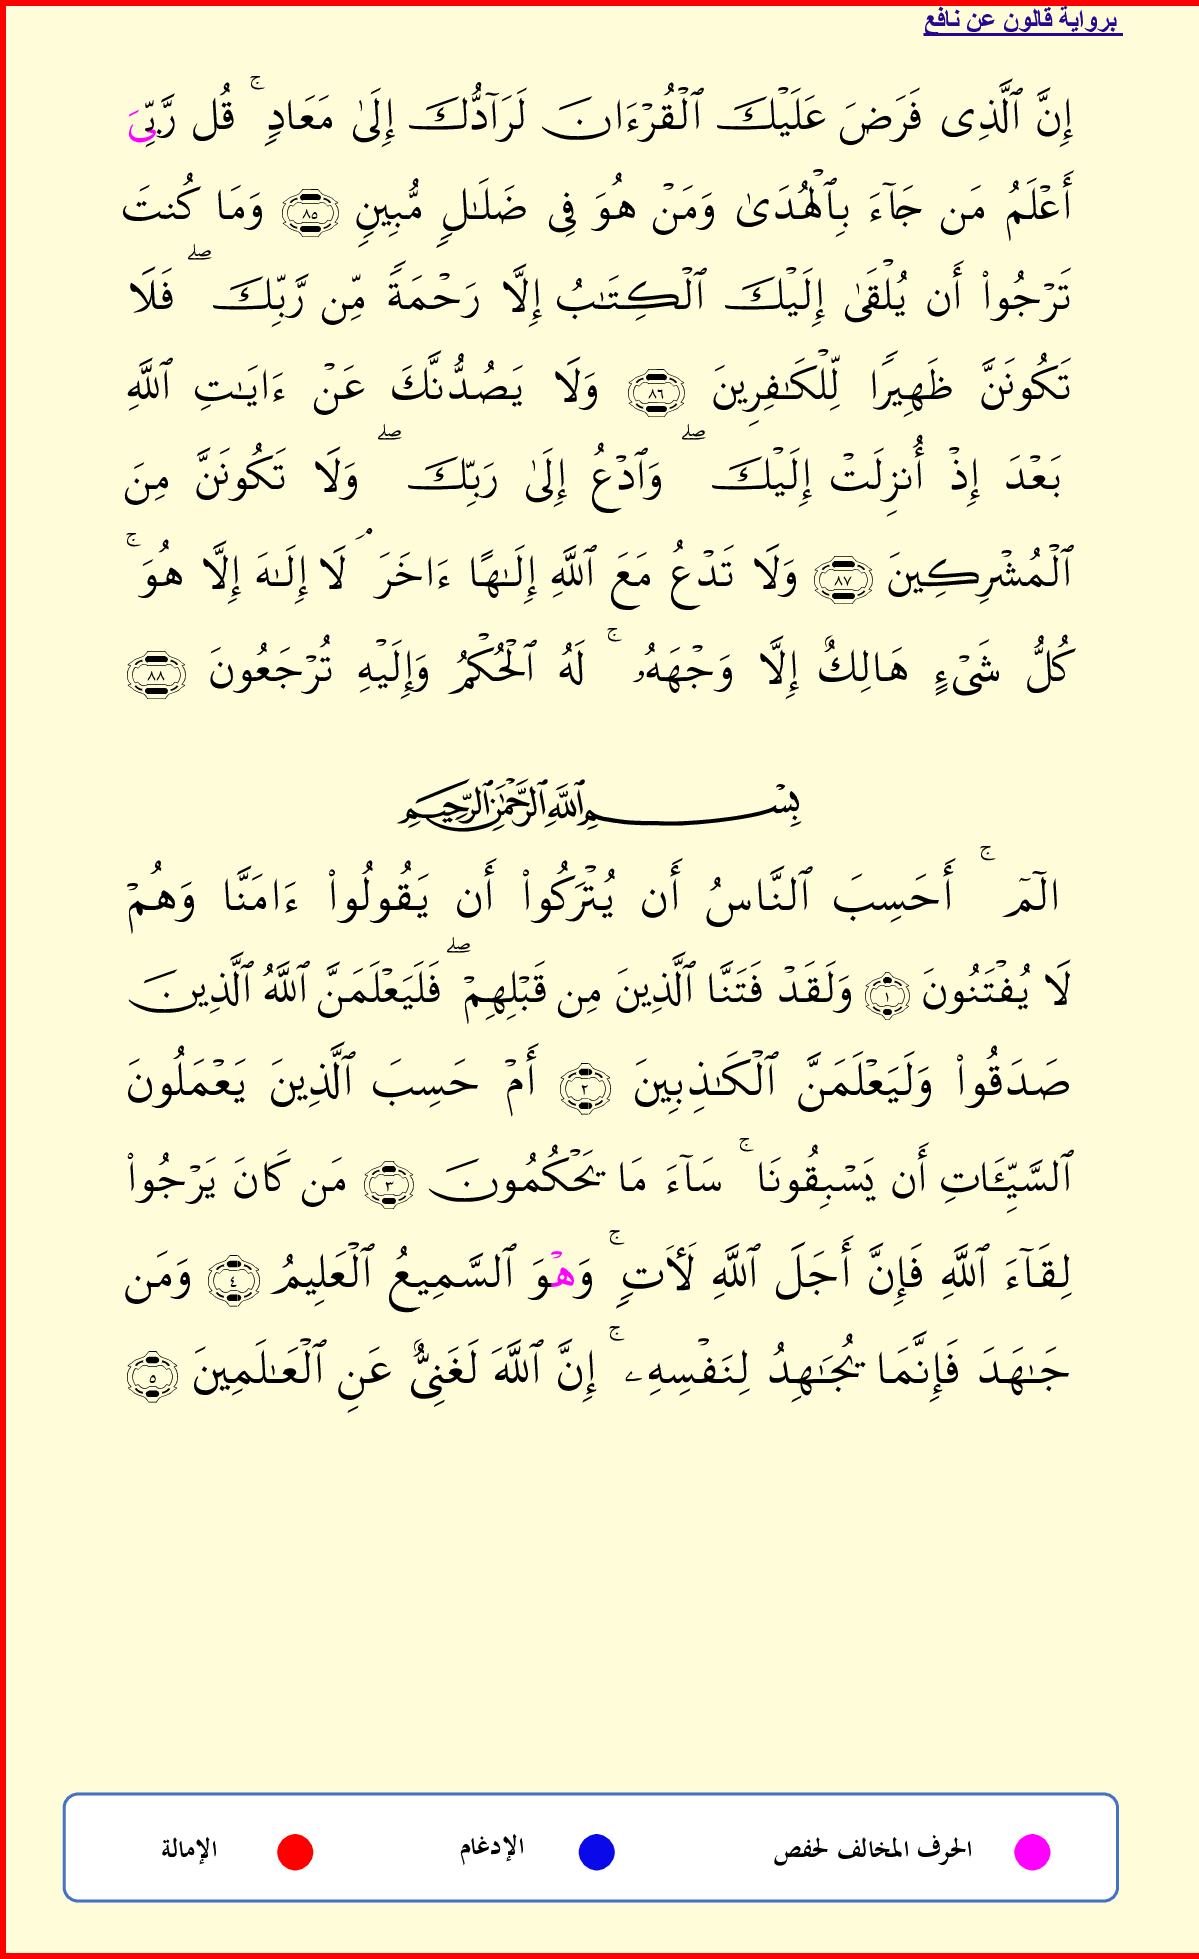 برواية قالون عن نافع
إِنَّ ٱلَّذِى فَرَضَ عَلَيْكَ ٱلْقُرْءَانَ لَرَآدُّكَ إِلَىٰ مَعَادٍ ۚ قُل رَّبِّىَ
أَعْلَمُ مَن جَآءَ بِٱلْهُدَىٰ وَمَنْ هُوَ فِى ضَلَـٰلٍ مُّبِينٍ ٨٥ وَمَا كُنتَ
تَرْجُوا۟ أَن يُلْقَىٰ إِلَيْكَ ٱلْكِتَـٰبُ إِلَّا رَحْمَةً مِّن رَّبِّكَ ۖ فَلَا
تَكُونَنَّ ظَهِيرًا لِّلْكَـٰفِرِينَ ٨٦ وَلَا يَصُدُّنَّكَ عَنْ ءَايَـٰتِ ٱللَّهِ
بَعْدَ إِذْ أُنزِلَتْ إِلَيْكَ ۖ وَٱدْعُ إِلَىٰ رَبِّكَ ۖ وَلَا تَكُونَنَّ مِنَ
ٱلْمُشْرِكِينَ ٨٧ وَلَا تَدْعُ مَعَ ٱللَّهِ إِلَـٰهًا ءَاخَرَ ۘ لَا إِلَـٰهَ إِلَّا هُوَ ۚ
كُلُّ شَىْءٍ هَالِكٌ إِلَّا وَجْهَهُۥ ۚ لَهُ ٱلْحُكْمُ وَإِلَيْهِ تُرْجَعُونَ ٨٨
بِسْمِ ٱللَّهِ ٱلرَّحْمَـٰنِ ٱلرَّحِيمِ
الٓمٓ ۚ أَحَسِبَ ٱلنَّاسُ أَن يُتْرَكُوا۟ أَن يَقُولُوا۟ ءَامَنَّا وَهُمْ
لَا يُفْتَنُونَ ١ وَلَقَدْ فَتَنَّا ٱلَّذِينَ مِن قَبْلِهِمْ ۖ فَلَيَعْلَمَنَّ ٱللَّهُ ٱلَّذِينَ
صَدَقُوا۟ وَلَيَعْلَمَنَّ ٱلْكَـٰذِبِينَ ٢ أَمْ حَسِبَ ٱلَّذِينَ يَعْمَلُونَ
ٱلسَّيِّـَٔاتِ أَن يَسْبِقُونَا ۚ سَآءَ مَا يَحْكُمُونَ ٣ مَن كَانَ يَرْجُوا۟
لِقَآءَ ٱللَّهِ فَإِنَّ أَجَلَ ٱللَّهِ لَـَٔاتٍ ۚ وَهْوَ ٱلسَّمِيعُ ٱلْعَلِيمُ ٤ وَمَن
جَـٰهَدَ فَإِنَّمَا يُجَـٰهِدُ لِنَفْسِهِۦ ۚ إِنَّ ٱللَّهَ لَغَنِىٌّ عَنِ ٱلْعَـٰلَمِينَ ٥
الحرف المخالف لحفص الإدغام الإمالة